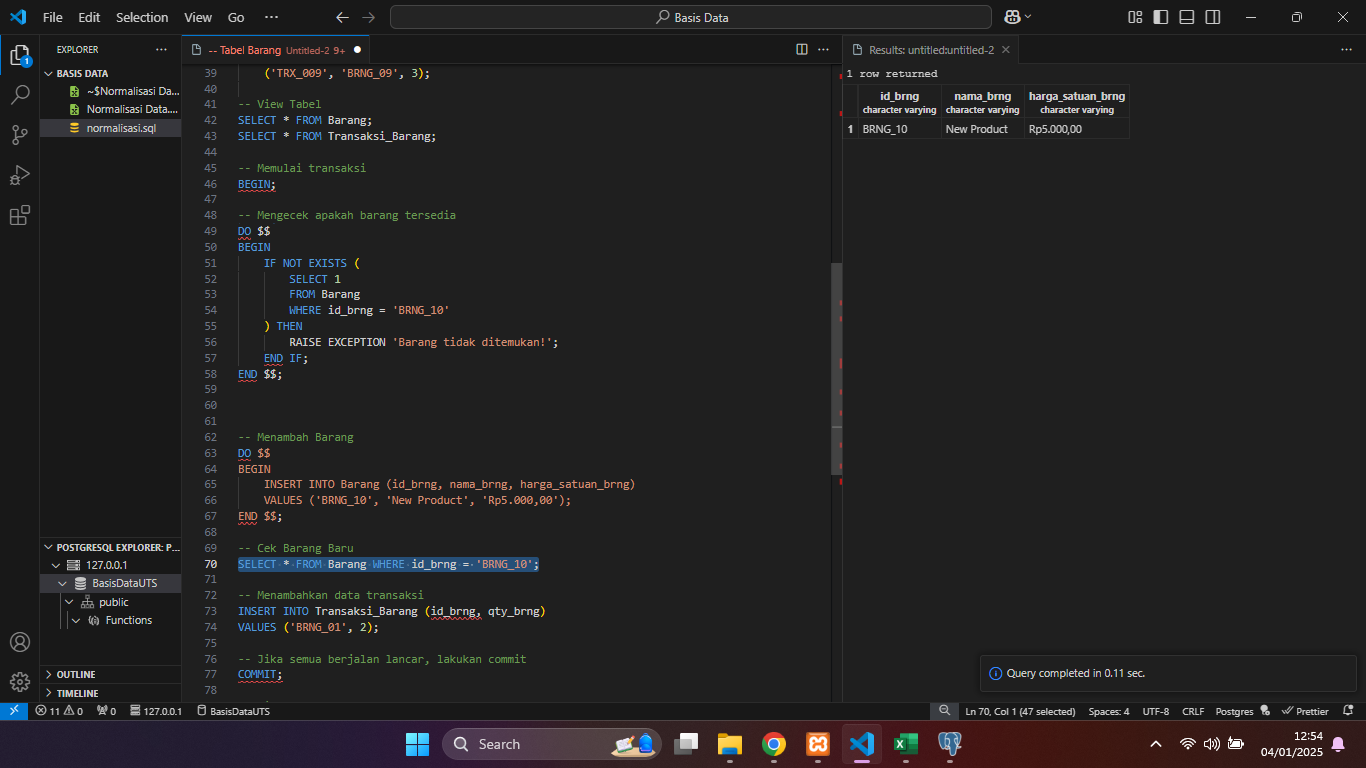 File Edit Selection View Go ··· Basis Data
EXPLORER ···
BASIS DATA
~$Normalisasi Da...
Normalisasi Data....
normalisasi.sql
POSTGRESQL EXPLORER: P...
127.0.0.1
BasisDataUTS
public
Functions
OUTLINE
TIMELINE
1
-- Tabel Barang Untitled-2 9+
39 ('TRX_009', 'BRNG_09', 3);
40
41 -- View Tabel
42 SELECT * FROM Barang;
43 SELECT * FROM Transaksi_Barang;
44
45 -- Memulai transaksi
46 BEGIN;
47
48 -- Mengecek apakah barang tersedia
49 DO $$
50 BEGIN
51 IF NOT EXISTS (
52 SELECT 1
53 FROM Barang
54 WHERE id_brng = 'BRNG_10'
55 ) THEN
56 RAISE EXCEPTION 'Barang tidak ditemukan!';
57 END IF;
58 END $$;
59
60
61
62 -- Menambah Barang
63 DO $$
64 BEGIN
65 INSERT INTO Barang (id_brng, nama_brng, harga_satuan_brng)
66 VALUES ('BRNG_10', 'New Product', 'Rp5.000,00');
67 END $$;
68
69 -- Cek Barang Baru
70 SELECT * FROM Barang WHERE id_brng = 'BRNG_10';
71
72 -- Menambahkan data transaksi
73 INSERT INTO Transaksi_Barang (id_brng, qty_brng)
74 VALUES ('BRNG_01', 2);
75
76 -- Jika semua berjalan lancar, lakukan commit
77 COMMIT;
78
Results: untitled:untitled-2
1 row returned
id_brng nama_brng harga_satuan_brng
character varying character varying character varying
1 BRNG_10 New Product Rp5.000,00
Query completed in 0.11 sec.
11 0 0 127.0.0.1 BasisDataUTS Ln 70, Col 1 (47 selected) Spaces: 4 UTF-8 CRLF Postgres Prettier
Search
12:54
04/01/2025